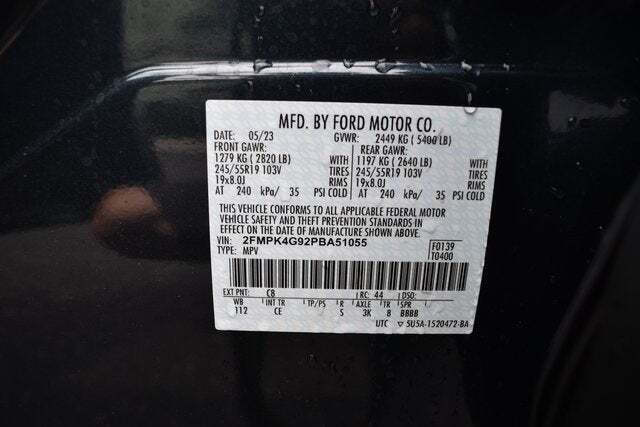 MFD. BY FORD MOTOR CO.
DATE: 05/23 GVWR: 2449 KG ( 5400 LB)
FRONT GAWR: REAR GAWR:
1279 KG ( 2820 LB) WITH 1197 KG ( 2640 LB) WITH
245/55R19 103V TIRES 245/55R19 103V TIRES
19x8.0J RIMS 19x8.0J RIMS
AT 240 kPa/ 35 PSI COLD AT 240 kPa/ 35 PSI COLD
THIS VEHICLE CONFORMS TO ALL APPLICABLE FEDERAL MOTOR
VEHICLE SAFETY AND THEFT PREVENTION STANDARDS IN
EFFECT ON THE DATE OF MANUFACTURE SHOWN ABOVE.
VIN: 2FMPK4G92PBA51055 F0139
TYPE: MPV T0400
EXT PNT: C8 RC: 44 DSO:
WB INT TR TP/PS R AXLE TR SPR
112 CE S 3K 8 BBBB
UTC ▽ 5U5A-1520472-BA